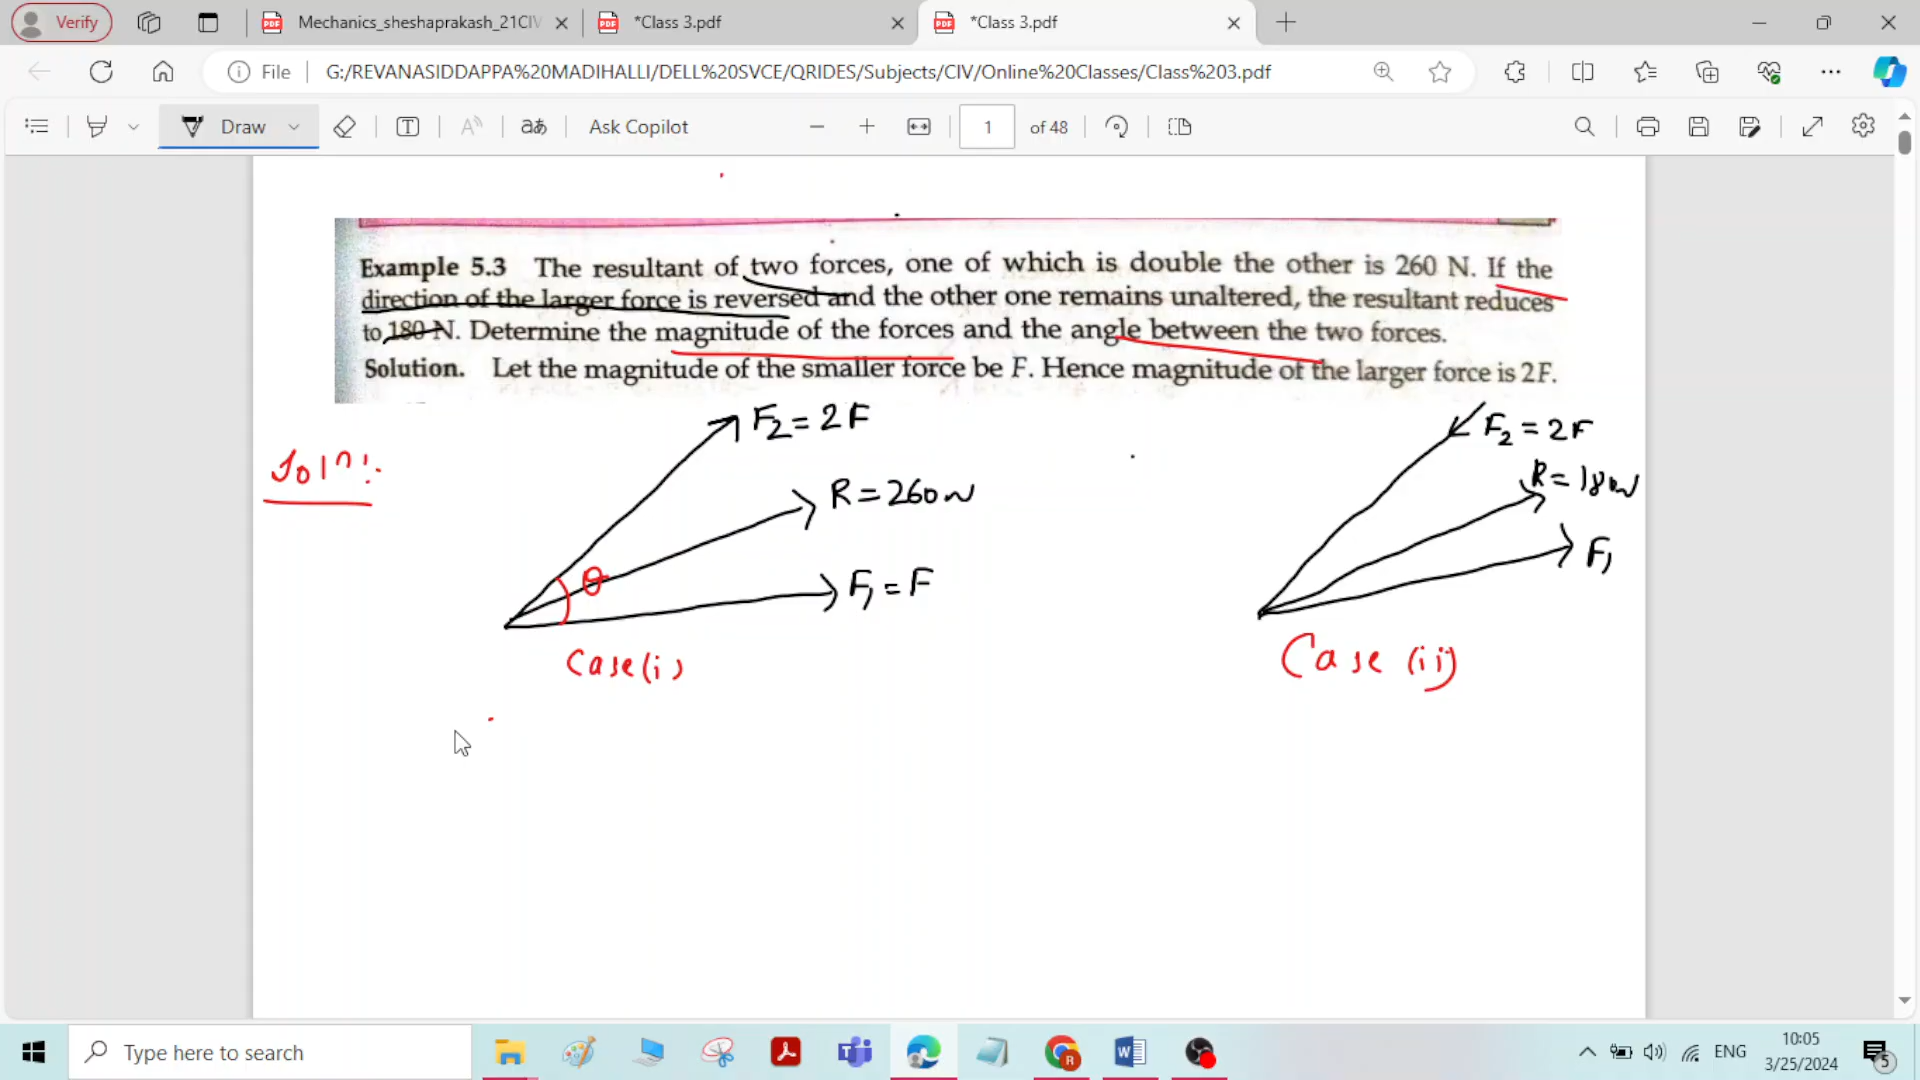 Verify
Mechanics_sheshaprakash_21CIV
*Class 3.pdf
*Class 3.pdf
File
G:/REVANASIDDAPPA%20MADIHALLI/DELL%20SVCE/QRIDES/Subjects/CIV/Online%20Classes/Class%203.pdf
Draw
Ask Copilot
1 of 48
Example 5.3 The resultant of two forces, one of which is double the other is 260 N. If the
direction of the larger force is reversed and the other one remains unaltered, the resultant reduces
to 180 N. Determine the magnitude of the forces and the angle between the two forces.
Solution. Let the magnitude of the smaller force be F. Hence magnitude of the larger force is 2F.
Soln:
F2 = 2F
R = 260N
θ
F1 = F
Case(i)
F2 = 2F
R = 180N
F1
Case (ii)
Type here to search
ENG
10:05
3/25/2024
5